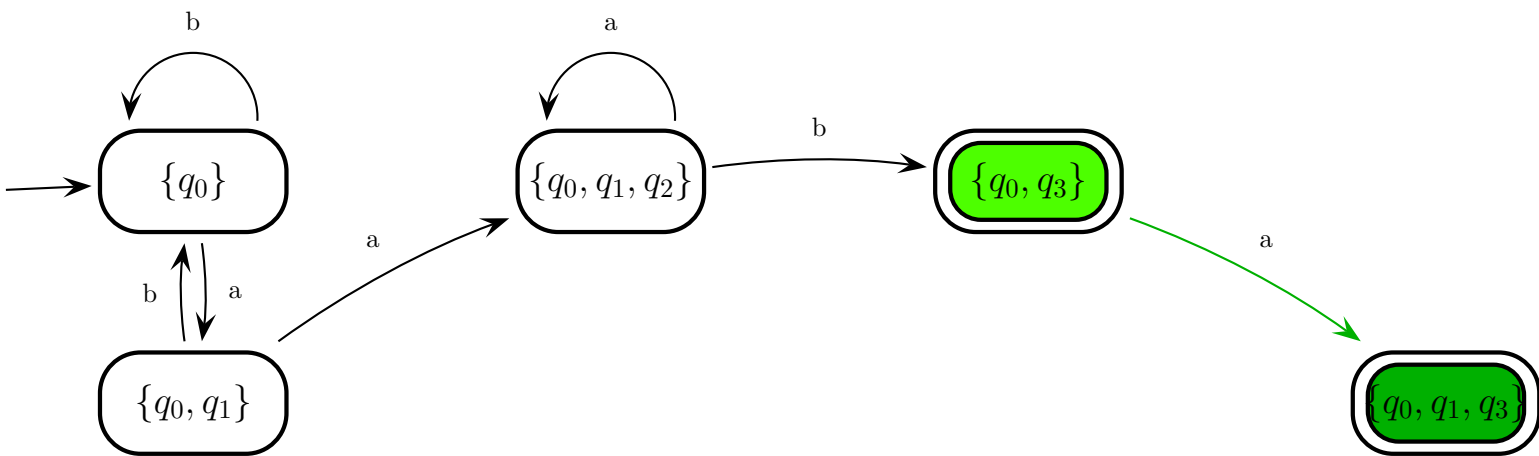 b
a
{q₀}
{q₀, q₁, q₂}
b
{q₀, q₃}
a
a
b
a
{q₀, q₁}
{q₀, q₁, q₃}